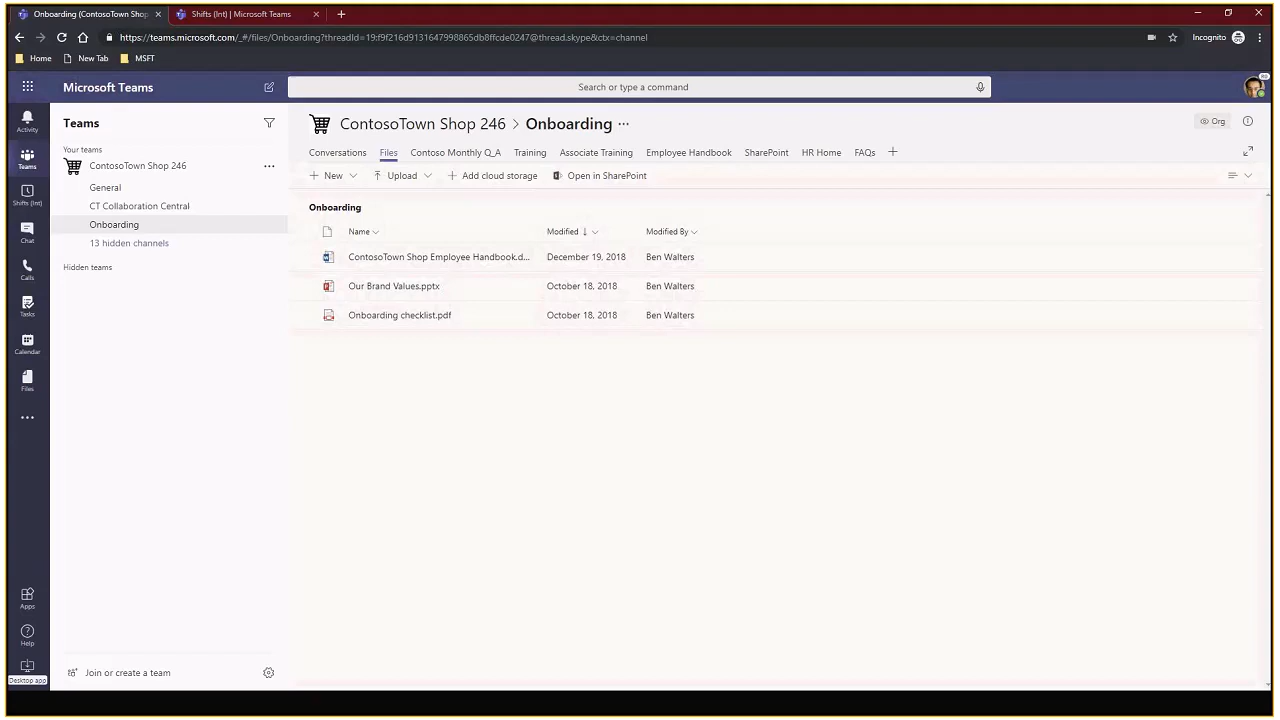 Onboarding (ContosoTown Shop
Shifts (Int) | Microsoft Teams
https://teams.microsoft.com/_#/files/Onboarding?threadId=19:f9f216d9131647998865db8ffcde0247@thread.skype&ctx=channel
Incognito
Home
New Tab
MSFT
Microsoft Teams
Search or type a command
Activity
Teams
Shifts (Int)
Chat
Calls
Tasks
Calendar
Files
Apps
Help
Desktop app
Teams
Your teams
ContosoTown Shop 246
General
CT Collaboration Central
Onboarding
13 hidden channels
Hidden teams
Join or create a team
ContosoTown Shop 246 > Onboarding ···
Org
Conversations Files Contoso Monthly Q_A Training Associate Training Employee Handbook SharePoint HR Home FAQs
New Upload Add cloud storage Open in SharePoint
Onboarding
Name Modified Modified By
ContosoTown Shop Employee Handbook.d... December 19, 2018 Ben Walters
Our Brand Values.pptx October 18, 2018 Ben Walters
Onboarding checklist.pdf October 18, 2018 Ben Walters